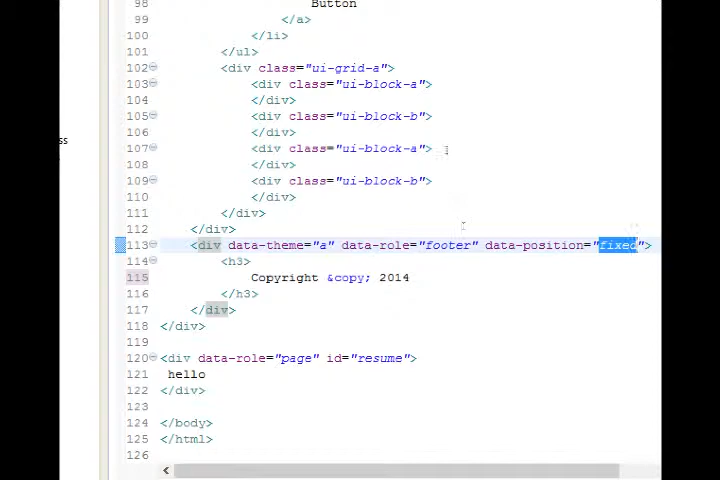 98 Button
99 </a>
100 </li>
101 </ul>
102 <div class="ui-grid-a">
103 <div class="ui-block-a">
104 </div>
105 <div class="ui-block-b">
106 </div>
ss
107 <div class="ui-block-a">
108 </div>
109 <div class="ui-block-b">
110 </div>
111 </div>
112 </div>
113 <div data-theme="a" data-role="footer" data-position="fixed">
114 <h3>
115 Copyright &copy; 2014
116 </h3>
117 </div>
118 </div>
119
120 <div data-role="page" id="resume">
121 hello
122 </div>
123
124 </body>
125 </html>
126